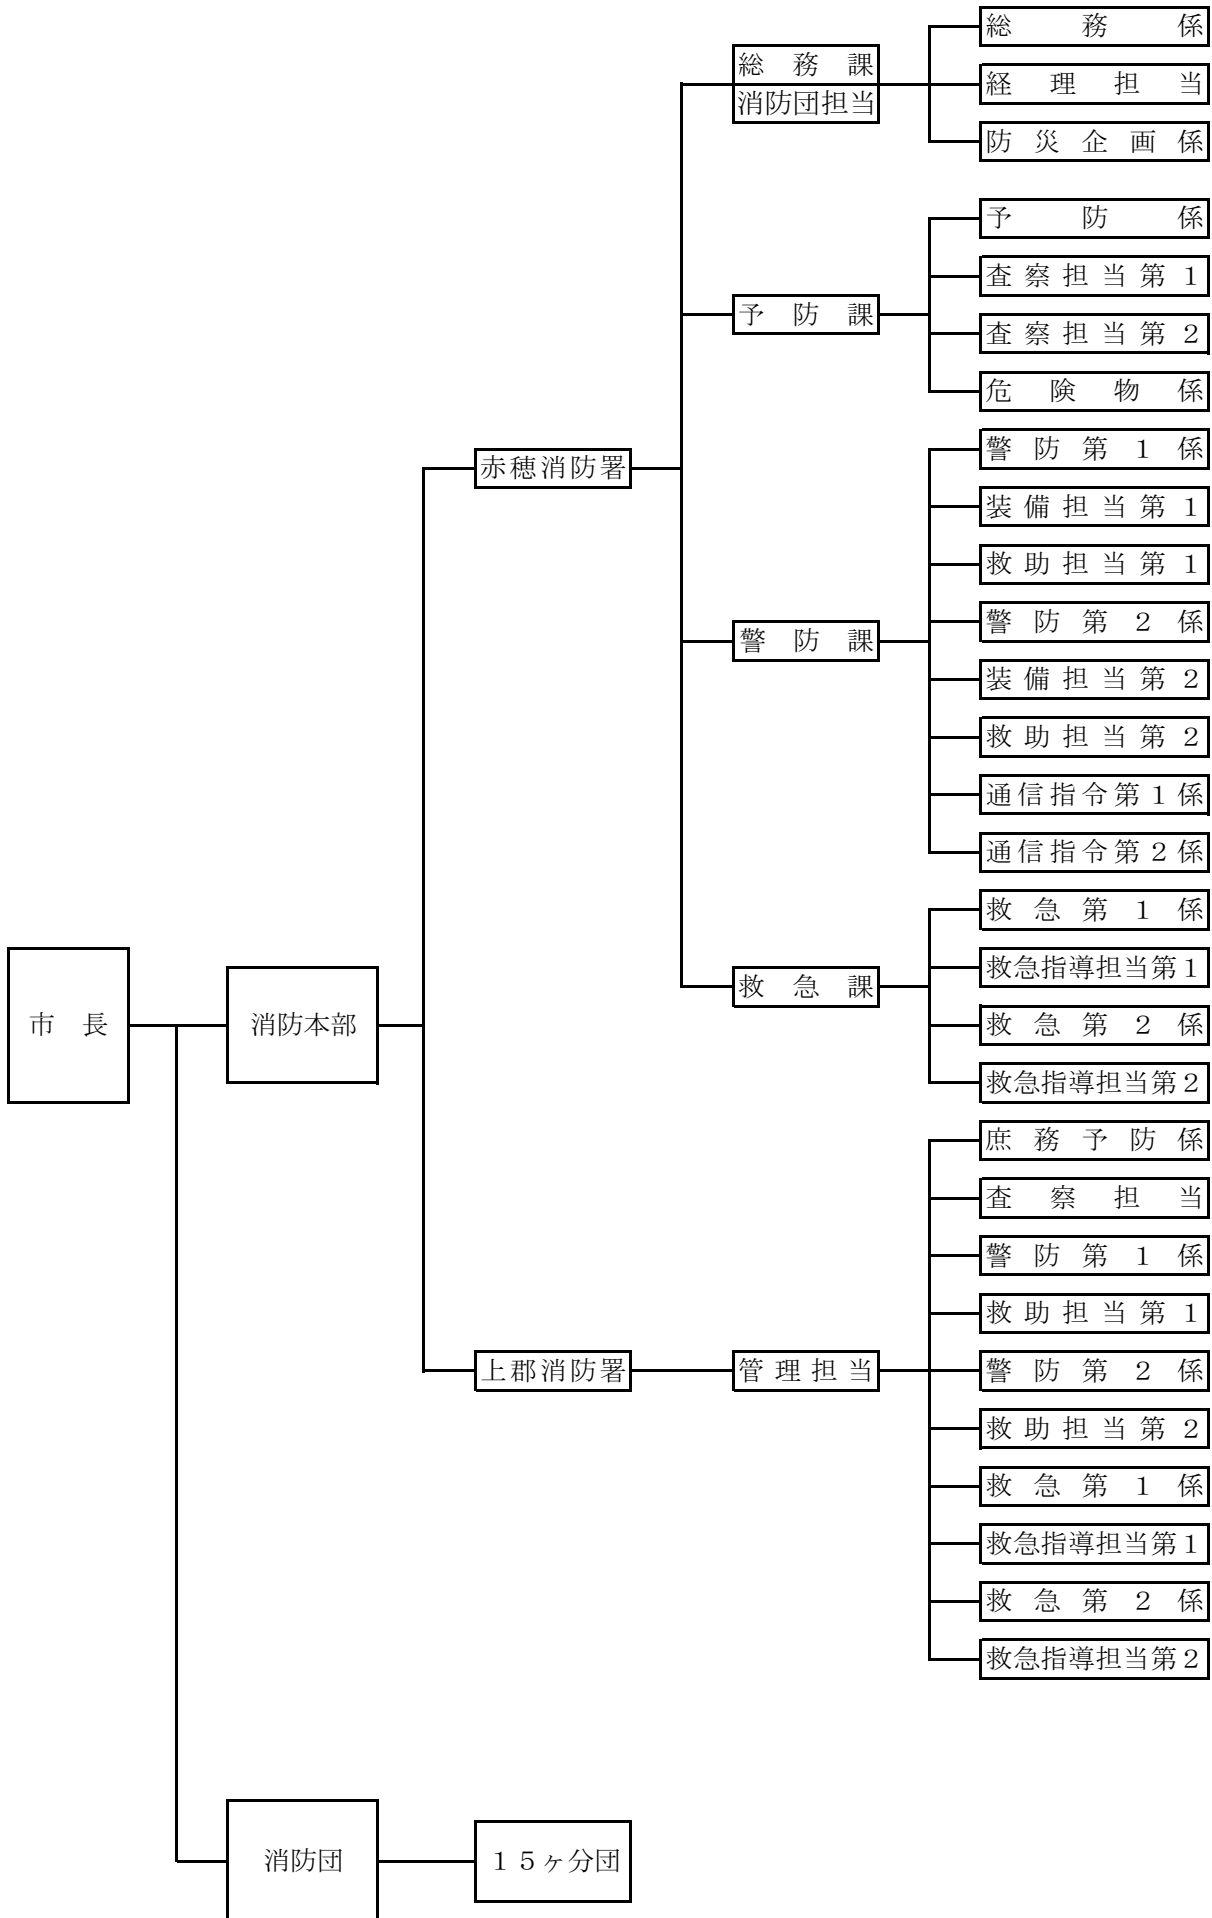 総務係
総務課
経理担当
消防団担当
防災企画係
予防係
査察担当第１
予防課
査察担当第２
危険物係
警防第１係
赤穂消防署
装備担当第１
救助担当第１
警防第２係
警防課
装備担当第２
救助担当第２
通信指令第１係
通信指令第２係
救急第１係
救急指導担当第１
救急課
市長
消防本部
救急第２係
救急指導担当第２
庶務予防係
査察担当
警防第１係
救助担当第１
上郡消防署
管理担当
警防第２係
救助担当第２
救急第１係
救急指導担当第１
救急第２係
救急指導担当第２
消防団
１５ヶ分団